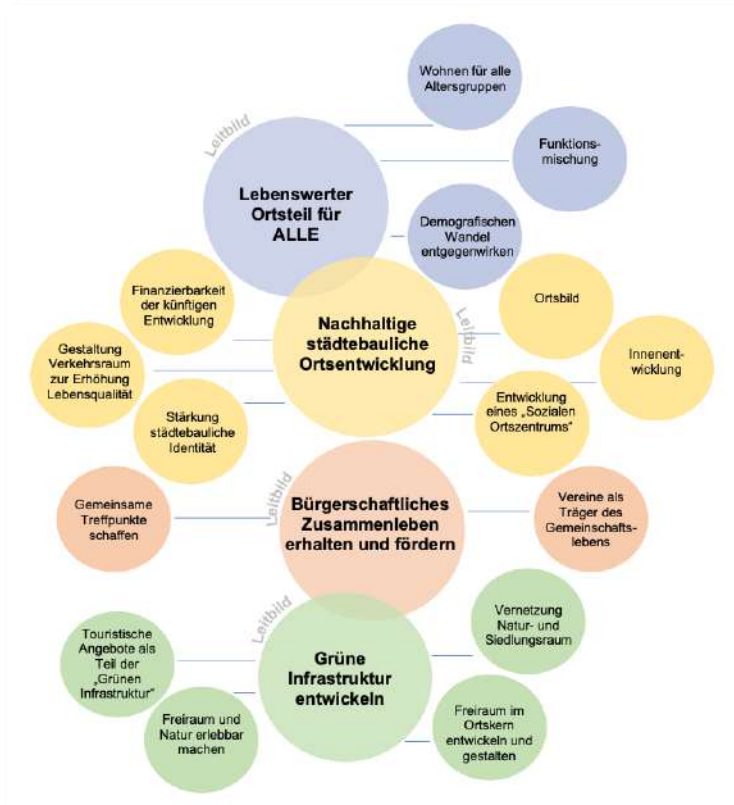 Wohnen für alle
Altersgruppen
Leitbild
Funktions-
mischung
Lebenswerter
Ortsteil für
ALLE
Demografischen
Wandel
entgegenwirken
Finanzierbarkeit
der künftigen
Entwicklung
Ortsbild
Leitbild
Nachhaltige
städtebauliche
Ortsentwicklung
Gestaltung
Verkehrsraum
zur Erhöhung
Lebensqualität
Innenent-
wicklung
Stärkung
städtebauliche
Identität
Entwicklung
eines „Sozialen
Ortszentrums“
Leitbild
Gemeinsame
Treffpunkte
schaffen
Bürgerschaftliches
Zusammenleben
erhalten und fördern
Vereine als
Träger des
Gemeinschafts-
lebens
Leitbild
Vernetzung
Natur- und
Siedlungsraum
Touristische
Angebote als
Teil der
„Grünen
Infrastruktur“
Grüne
Infrastruktur
entwickeln
Freiraum und
Natur erlebbar
machen
Freiraum im
Ortskern
entwickeln und
gestalten